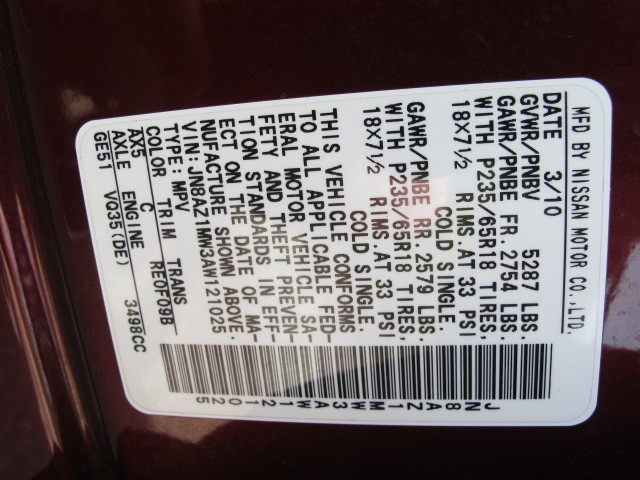 MFD BY NISSAN MOTOR CO.,LTD.
DATE 3/10
GVWR/PNBV 5287 LBS.
GAWR/PNBE FR.2754 LBS.
WITH P235/65R18 TIRES,
18X7½ RIMS.AT 33 PSI
COLD SINGLE.
GAWR/PNBE RR.2579 LBS.
WITH P235/65R18 TIRES,
18X7½ RIMS.AT 33 PSI
COLD SINGLE.
THIS VEHICLE CONFORMS
TO ALL APPLICABLE FED-
ERAL MOTOR VEHICLE SA-
FETY AND THEFT PREVEN-
TION STANDARDS IN EFF-
ECT ON THE DATE OF MA-
NUFACTURE SHOWN ABOVE.
VIN:JN8AZ1MW3AW121025
TYPE:MPV
COLOR TRIM TRANS
AX5 C RE0F09B
AXLE ENGINE
GE51 VQ35(DE) 3498CC
JN8AZ1MW3AW121025